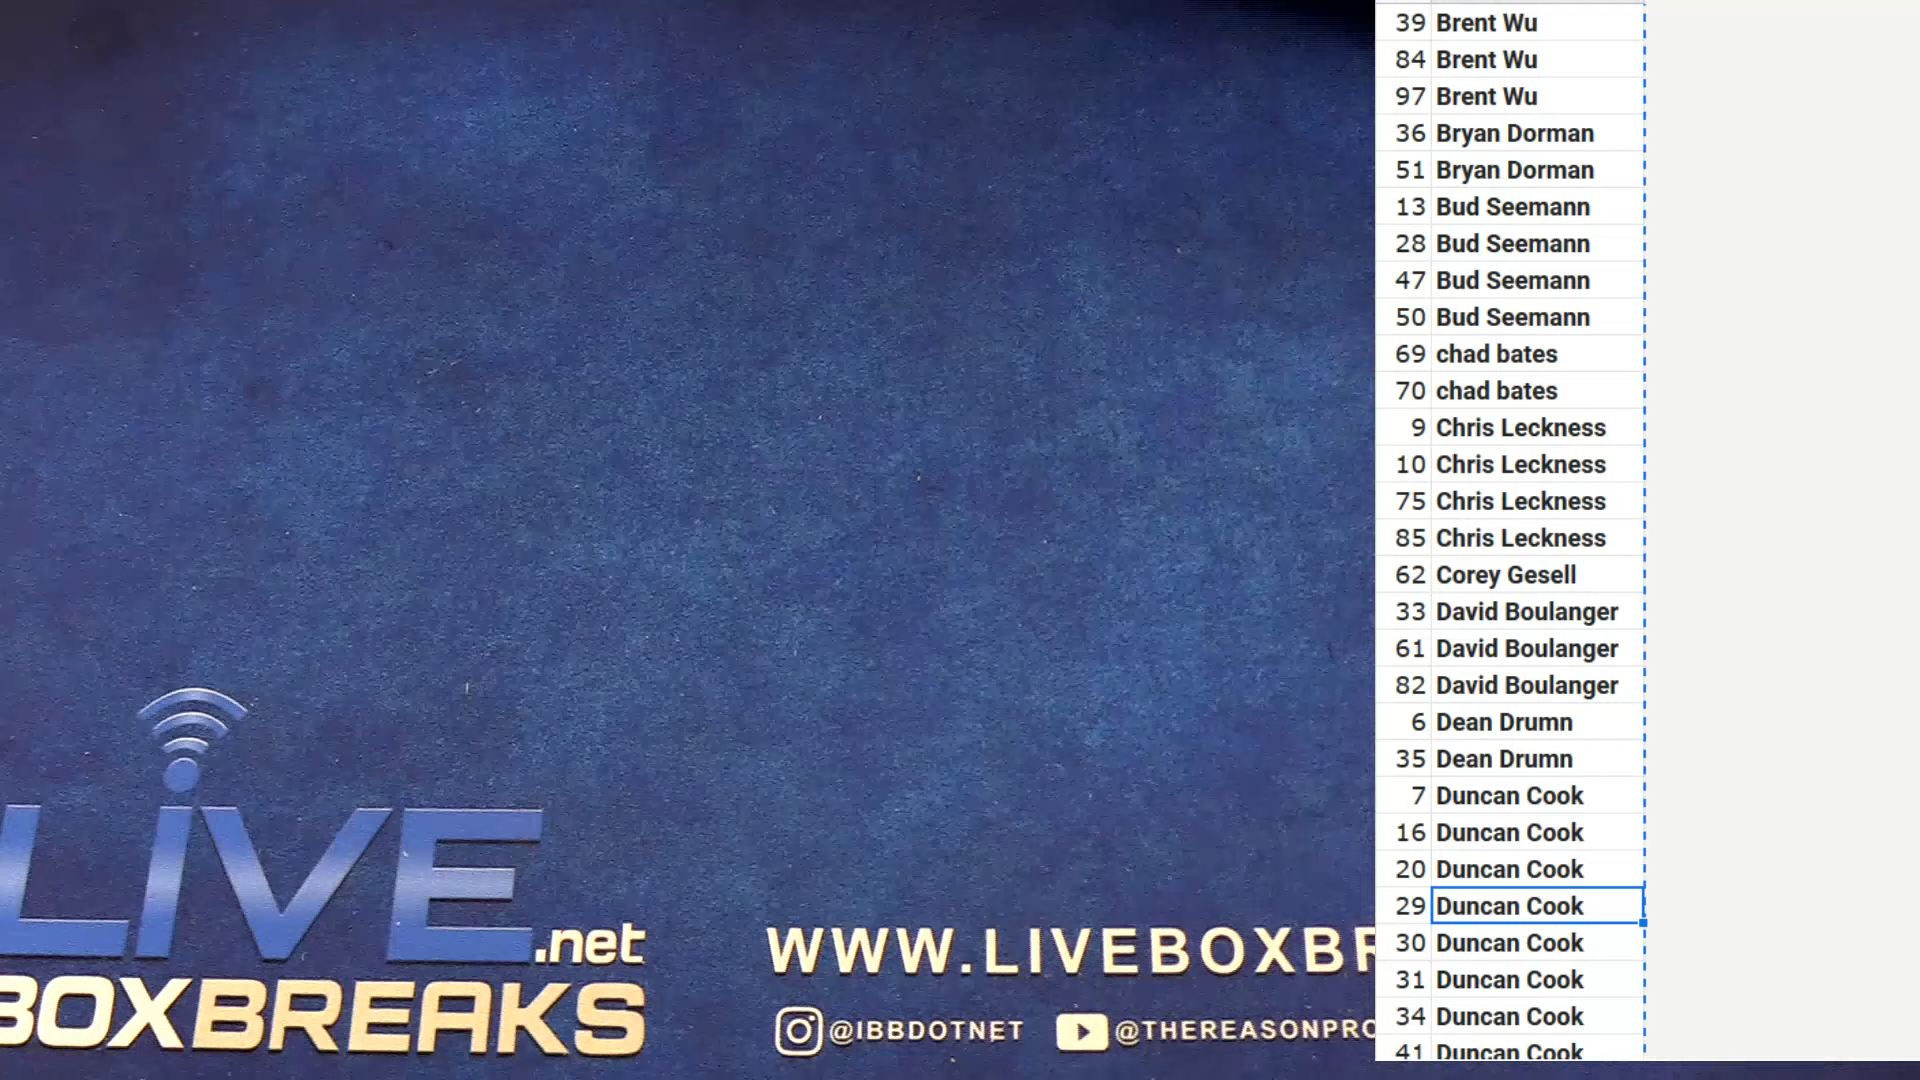 39 Brent Wu
84 Brent Wu
97 Brent Wu
36 Bryan Dorman
51 Bryan Dorman
13 Bud Seemann
28 Bud Seemann
47 Bud Seemann
50 Bud Seemann
69 chad bates
70 chad bates
9 Chris Leckness
10 Chris Leckness
75 Chris Leckness
85 Chris Leckness
62 Corey Gesell
33 David Boulanger
61 David Boulanger
82 David Boulanger
6 Dean Drumn
35 Dean Drumn
7 Duncan Cook
16 Duncan Cook
20 Duncan Cook
29 Duncan Cook
30 Duncan Cook
31 Duncan Cook
34 Duncan Cook
41 Duncan Cook
LiVE.net
BOXBREAKS
WWW.LIVEBOXBR
@IBBDOTNET @THEREASONPRO